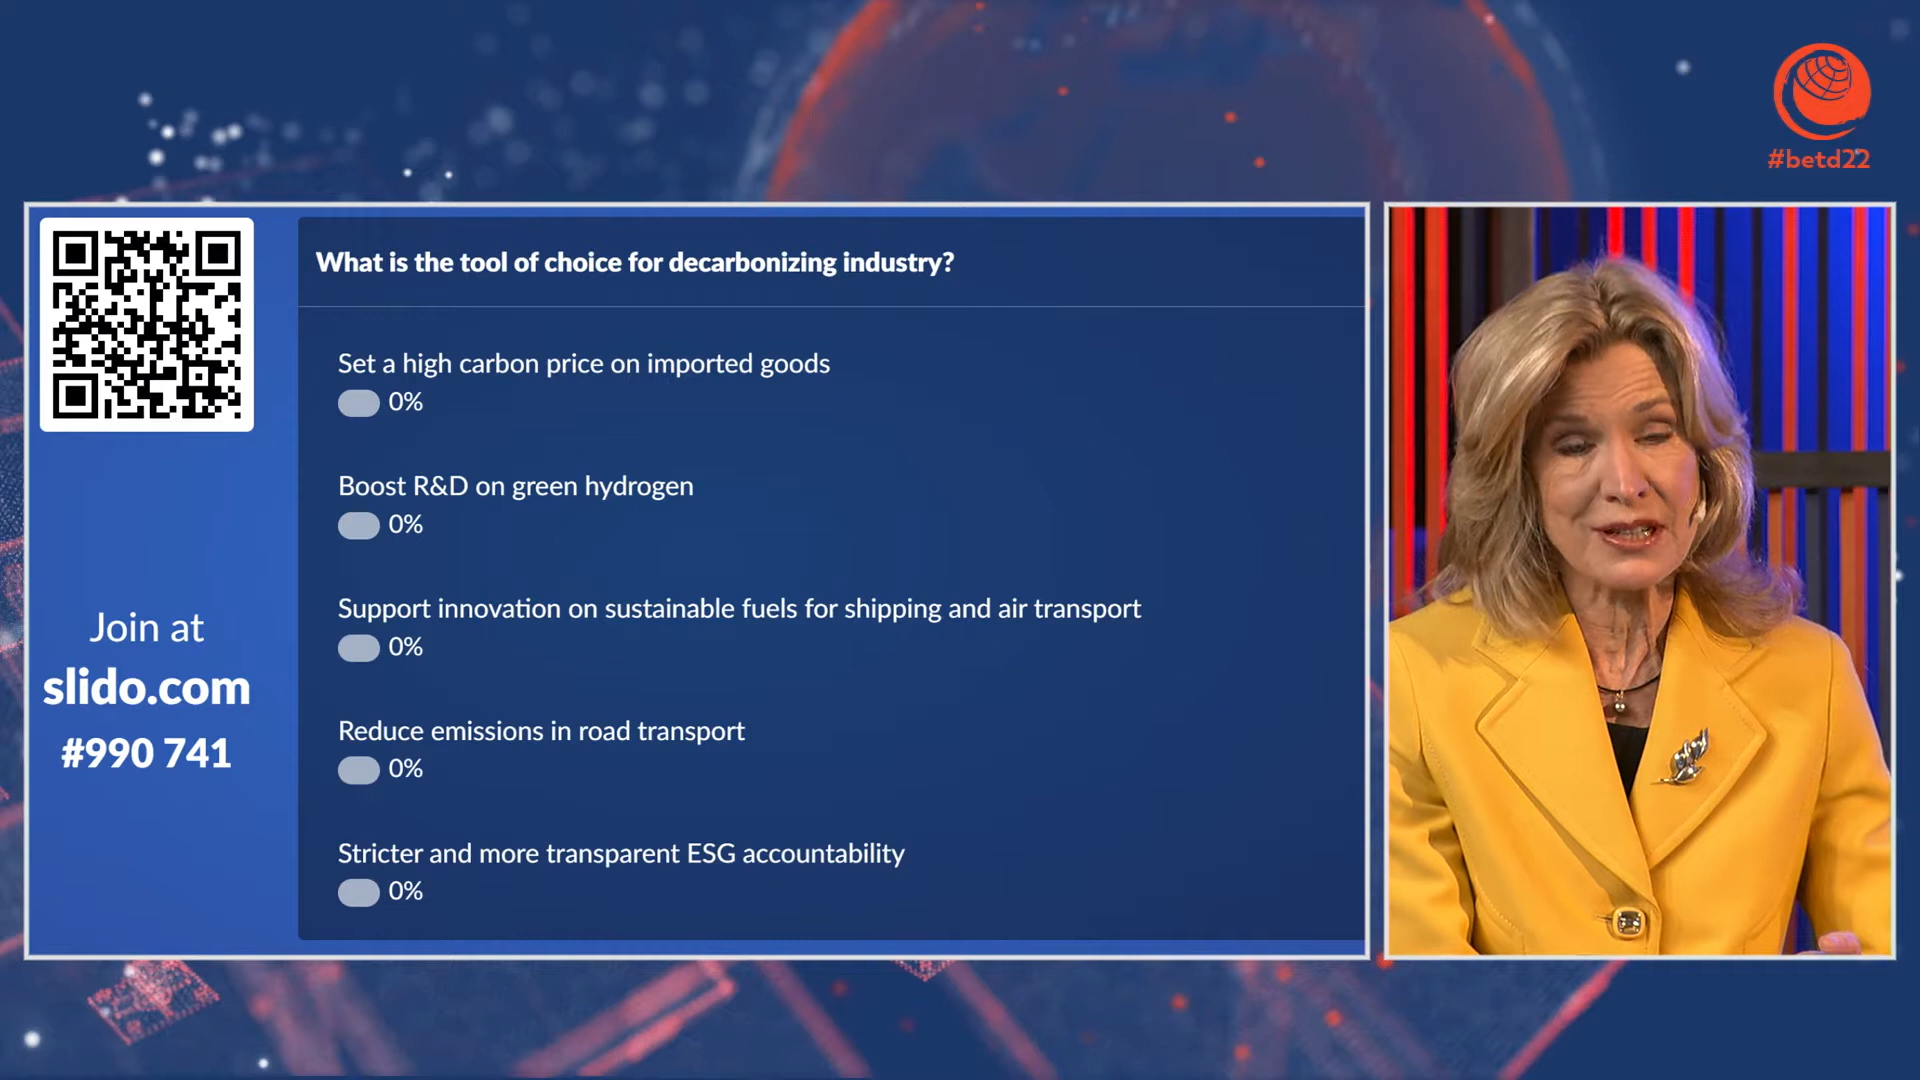 #betd22
What is the tool of choice for decarbonizing industry?
Set a high carbon price on imported goods
0%
Boost R&D on green hydrogen
0%
Support innovation on sustainable fuels for shipping and air transport
0%
Reduce emissions in road transport
0%
Stricter and more transparent ESG accountability
0%
Join at
slido.com
#990 741